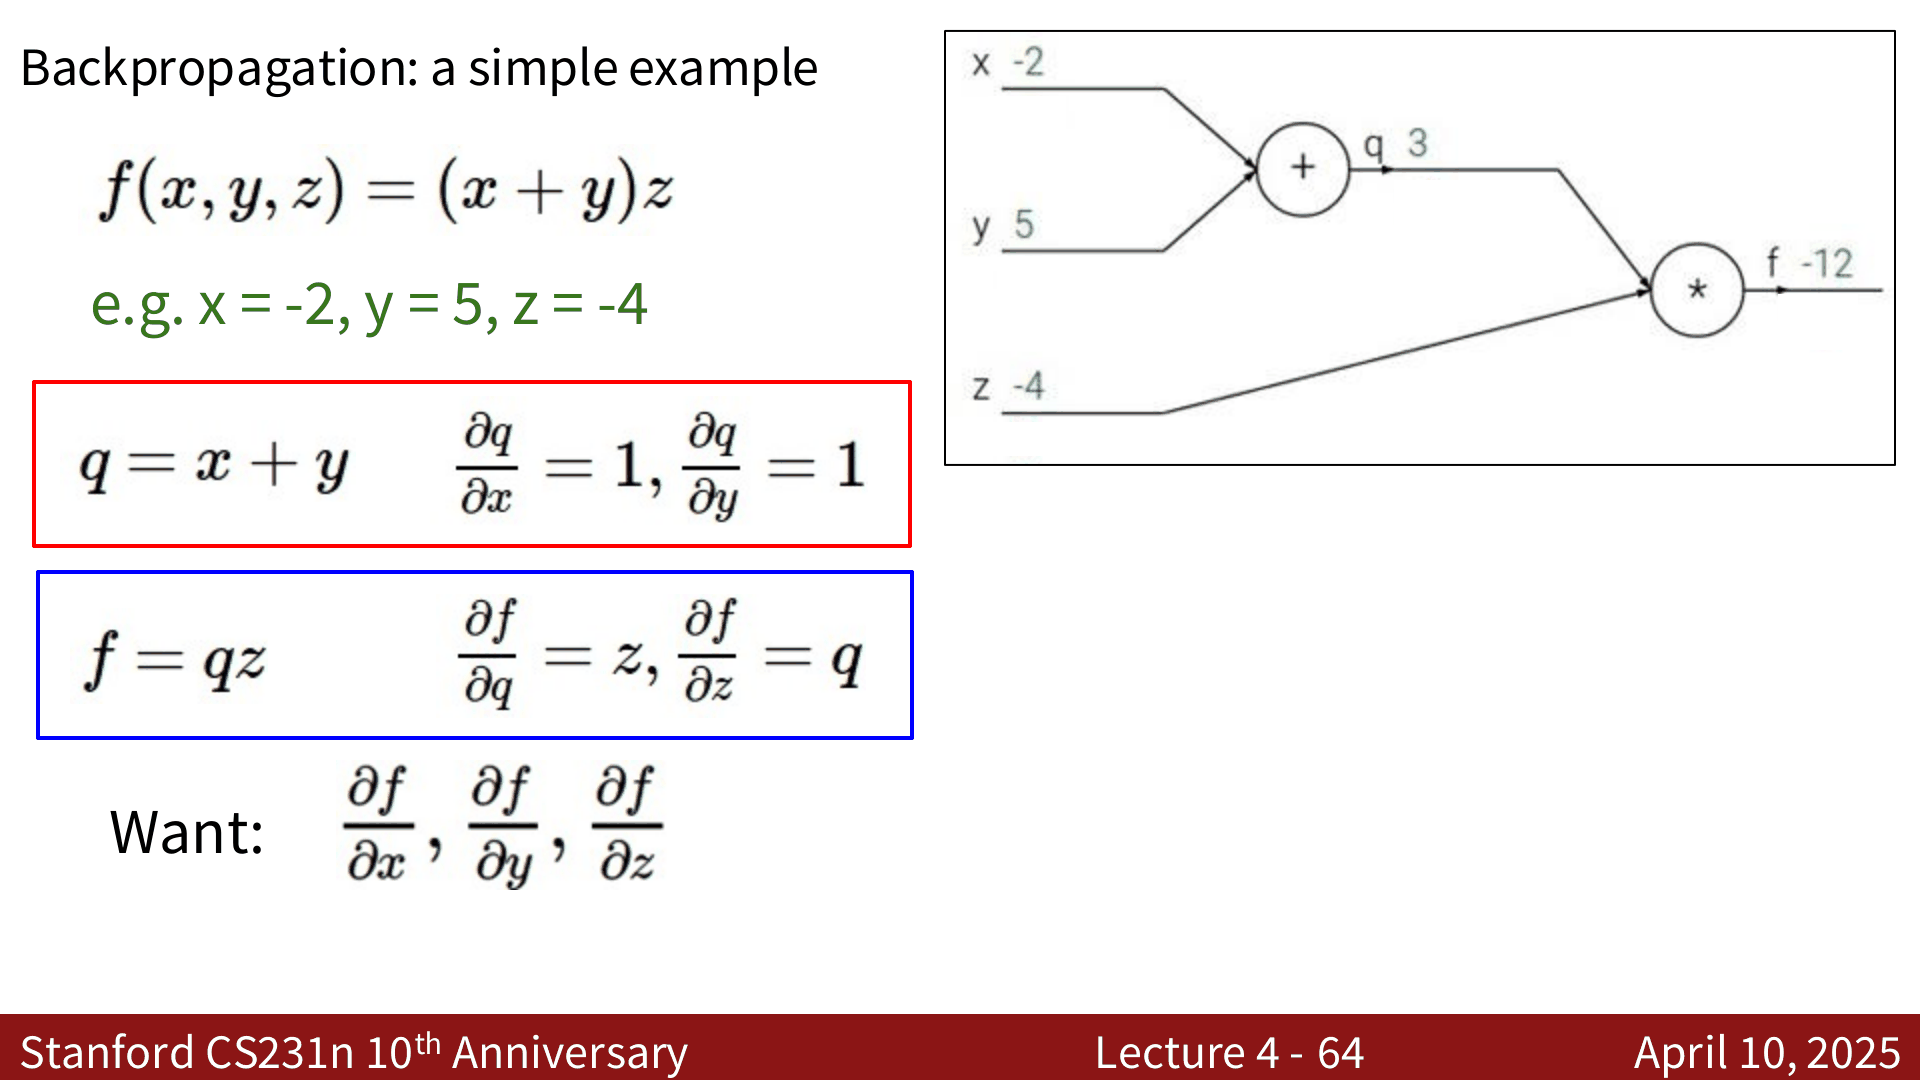 Backpropagation: a simple example
f(x, y, z) = (x + y)z
e.g. x = -2, y = 5, z = -4
q = x + y  ∂q/∂x = 1, ∂q/∂y = 1
f = qz  ∂f/∂q = z, ∂f/∂z = q
Want: ∂f/∂x, ∂f/∂y, ∂f/∂z
x -2
+
q 3
y 5
*
f -12
z -4
Stanford CS231n 10th Anniversary
Lecture 4 - 64
April 10, 2025